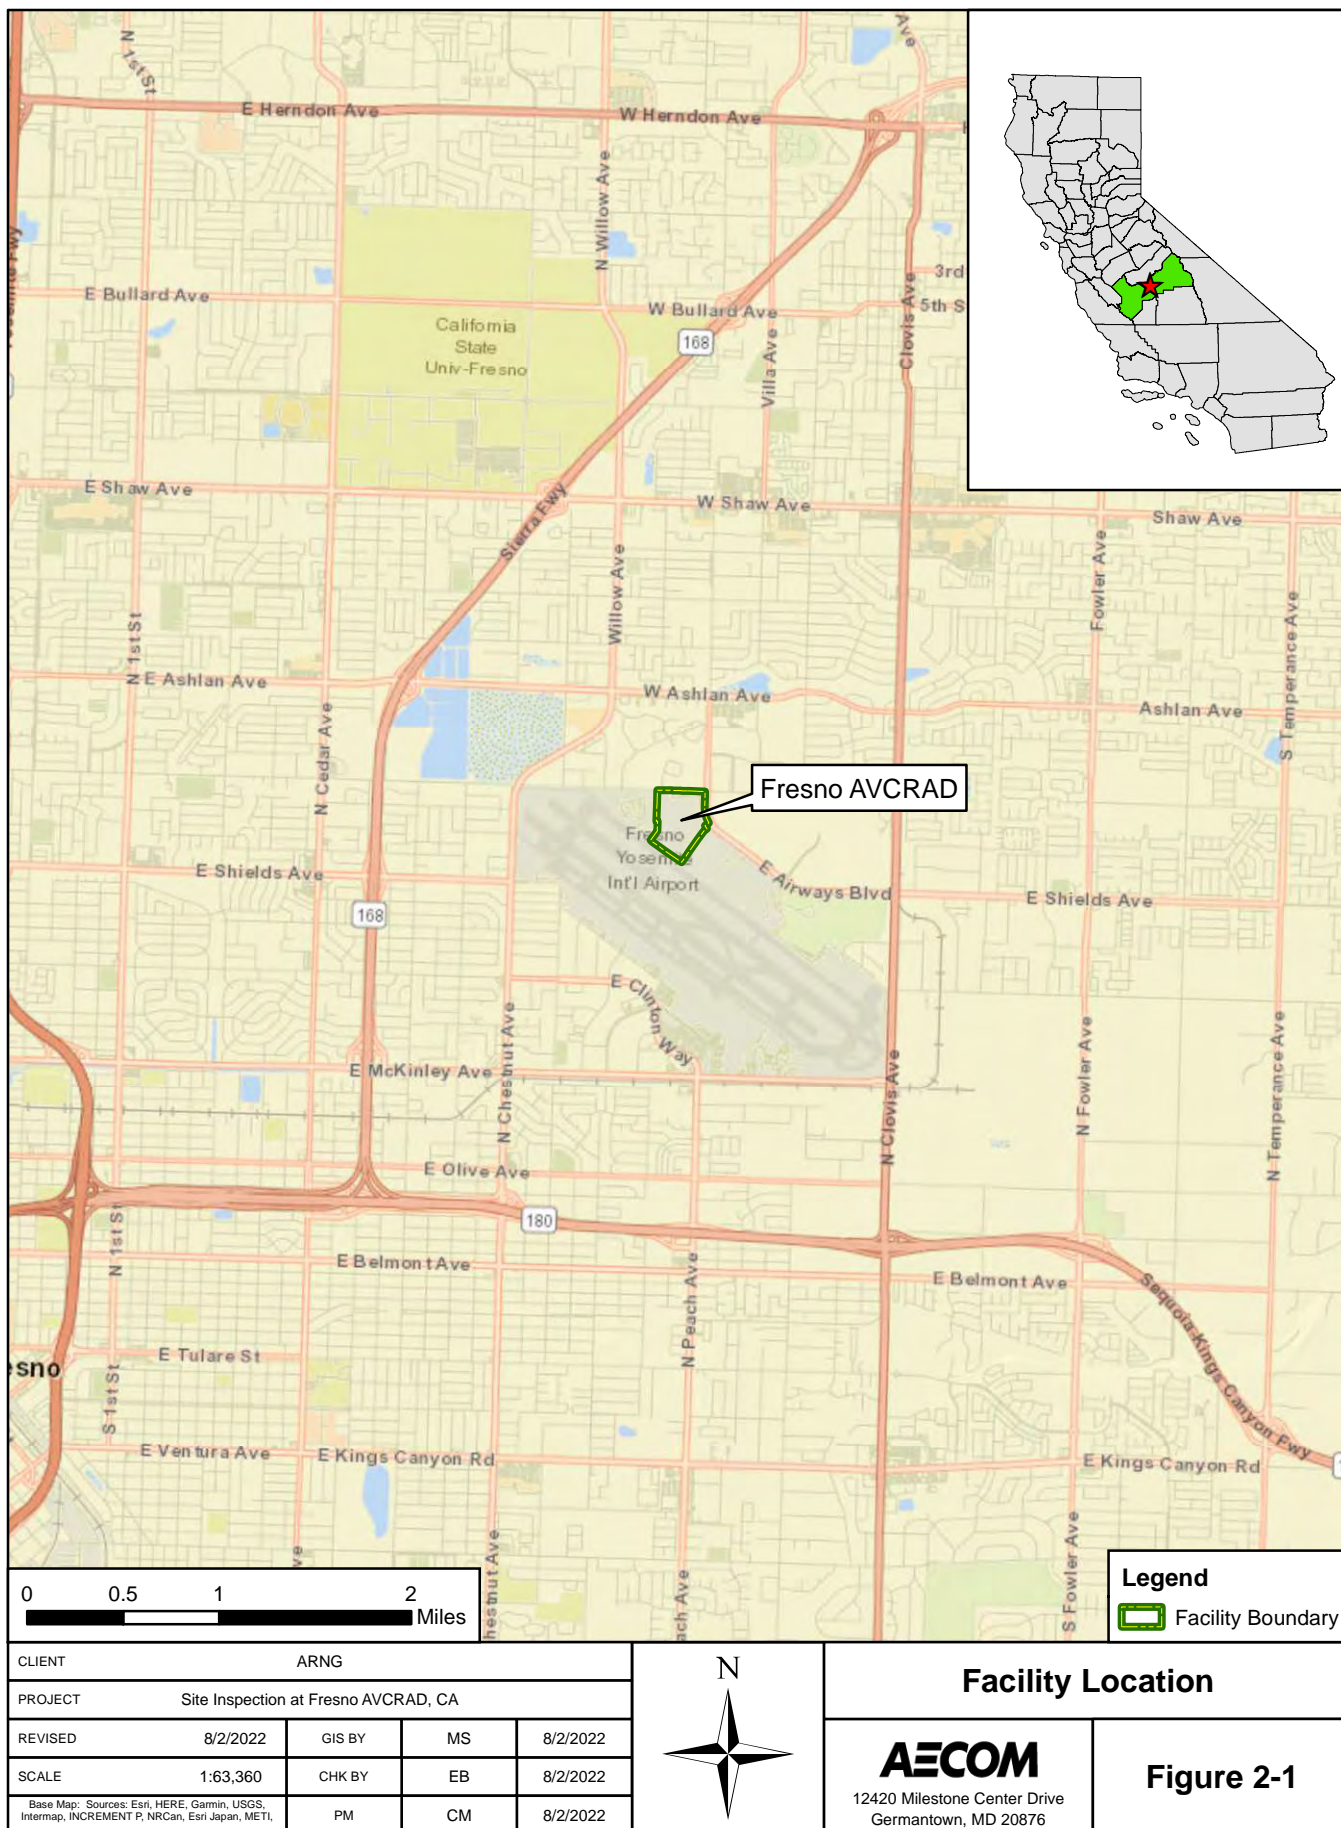 N 1st St
Ave
E Herndon Ave
W Herndon Ave
N Willow Ave
3rd
E Bullard Ave
W Bullard Ave
5th S
California
State
Univ-Fresno
168
Villa Ave
Clovis Ave
E Shaw Ave
W Shaw Ave
Shaw Ave
Sierra Fwy
Willow Ave
Fowler Ave
S Temperance Ave
N 1st St
E Ashlan Ave
W Ashlan Ave
Ashlan Ave
N Cedar Ave
Fresno AVCRAD
Fresno
Yosemite
Int'l Airport
E Shields Ave
E Airways Blvd
E Shields Ave
168
E Clinton Way
N Chestnut Ave
E McKinley Ave
N Clovis Ave
N Fowler Ave
N Temperance Ave
E Olive Ave
180
N 1st St
E Belmont Ave
E Belmont Ave
N Peach Ave
Sequoia-Kings Canyon Fwy
E Tulare St
esno
S 1st St
E Ventura Ave
E Kings Canyon Rd
E Kings Canyon Rd
ve
hestnut Ave
ach Ave
S Fowler Ave
0 0.5 1 2
Miles
Legend
Facility Boundary
CLIENT ARNG
PROJECT Site Inspection at Fresno AVCRAD, CA
REVISED 8/2/2022 GIS BY MS 8/2/2022
SCALE 1:63,360 CHK BY EB 8/2/2022
Base Map: Sources: Esri, HERE, Garmin, USGS,
Intermap, INCREMENT P, NRCan, Esri Japan, METI,
PM CM 8/2/2022
N
Facility Location
AECOM
12420 Milestone Center Drive
Germantown, MD 20876
Figure 2-1